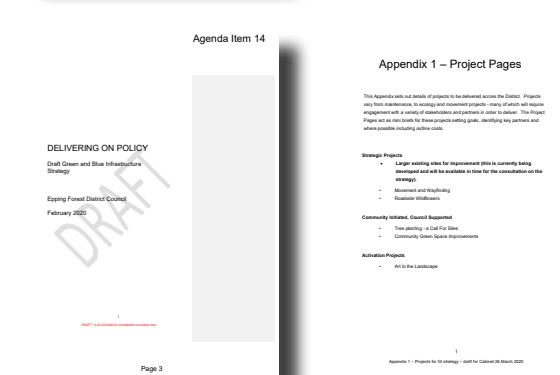 Agenda Item 14
DELIVERING ON POLICY
Draft Green and Blue Infrastructure
Strategy
Epping Forest District Council
February 2020
DRAFT
1
Page 3
Appendix 1 – Project Pages
This Appendix sets out details of projects to be delivered across the District. Projects
vary from maintenance, to ecology and movement projects - many of which will require
engagement with a variety of stakeholders and partners in order to deliver. The Project
Pages act as mini briefs for these projects setting goals, identifying key partners and
where possible including outline costs.
Strategic Projects
• Larger existing sites for improvement (this is currently being
developed and will be available in time for the consultation on the
strategy).
• Movement and Wayfinding
• Roadside Wildflowers
Community Initiated, Council Supported
• Tree planting - a Call For Sites
• Community Green Space Improvements
Activation Projects
• Art in the Landscape
1
Appendix 1 – Projects for GI strategy – draft for Cabinet 26 March 2020